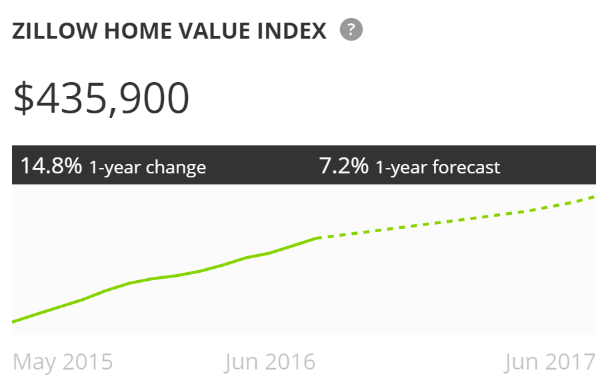 ZILLOW HOME VALUE INDEX ?
$435,900
14.8% 1-year change 7.2% 1-year forecast
May 2015 Jun 2016 Jun 2017